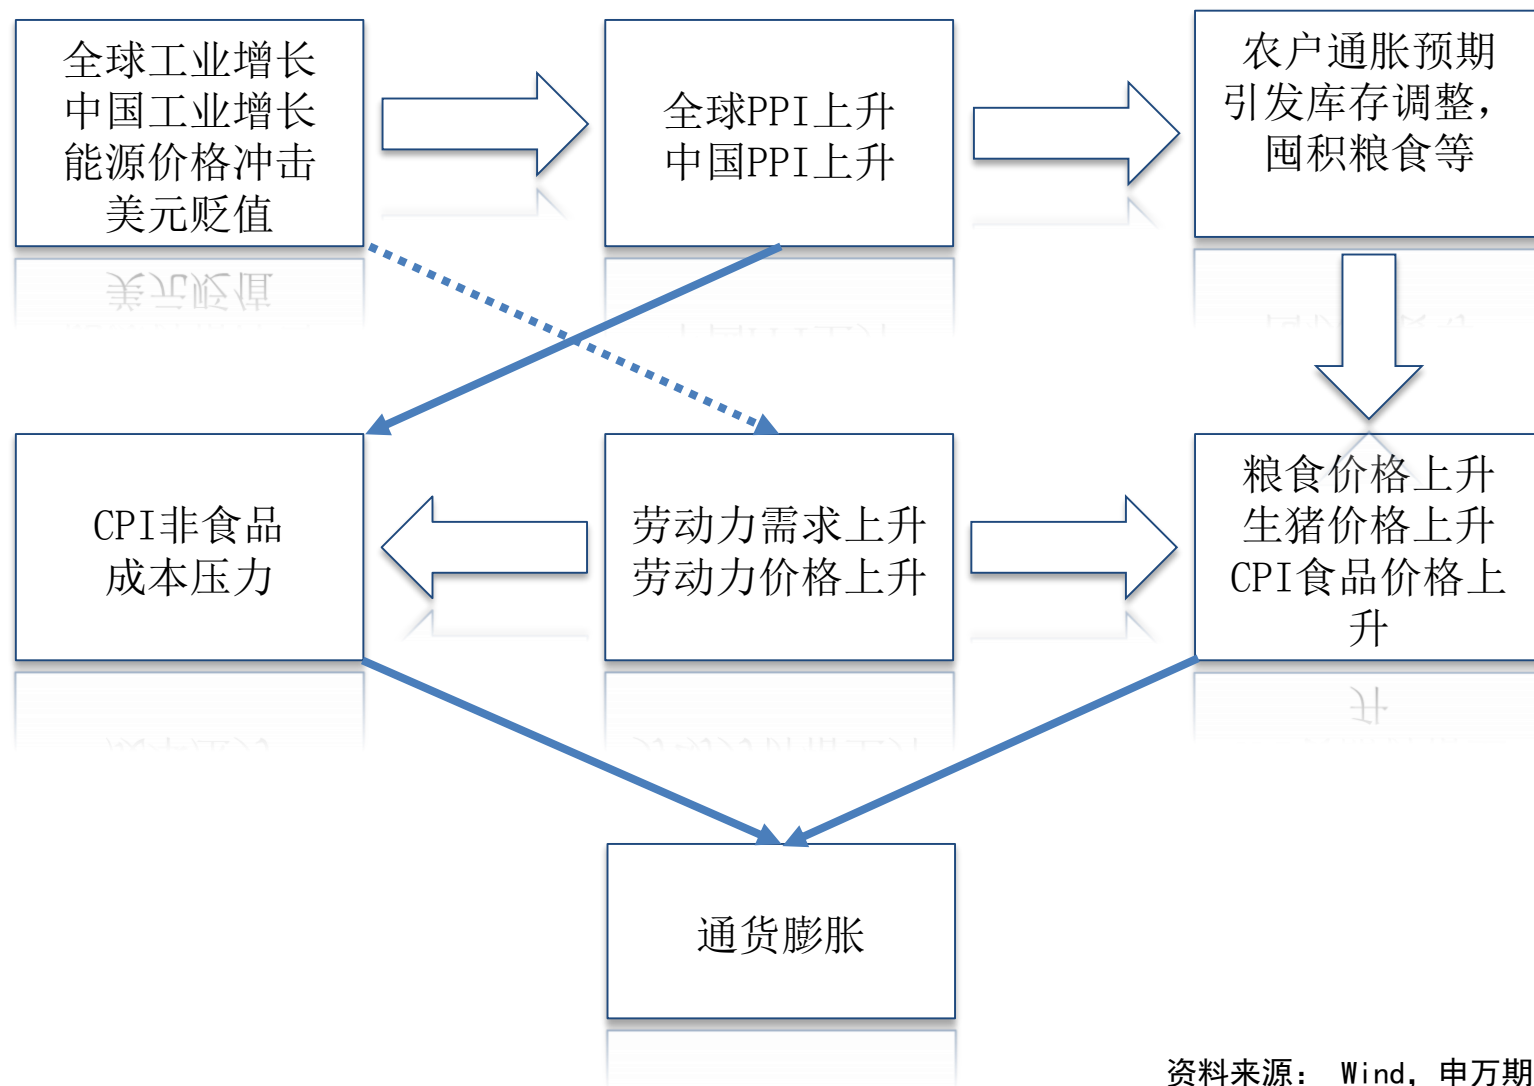 全球工业增长
中国工业增长
能源价格冲击
美元贬值
全球PPI上升
中国PPI上升
农户通胀预期
引发库存调整，
囤积粮食等
CPI非食品
成本压力
劳动力需求上升
劳动力价格上升
粮食价格上升
生猪价格上升
CPI食品价格上
升
通货膨胀
资料来源： Wind，申万期